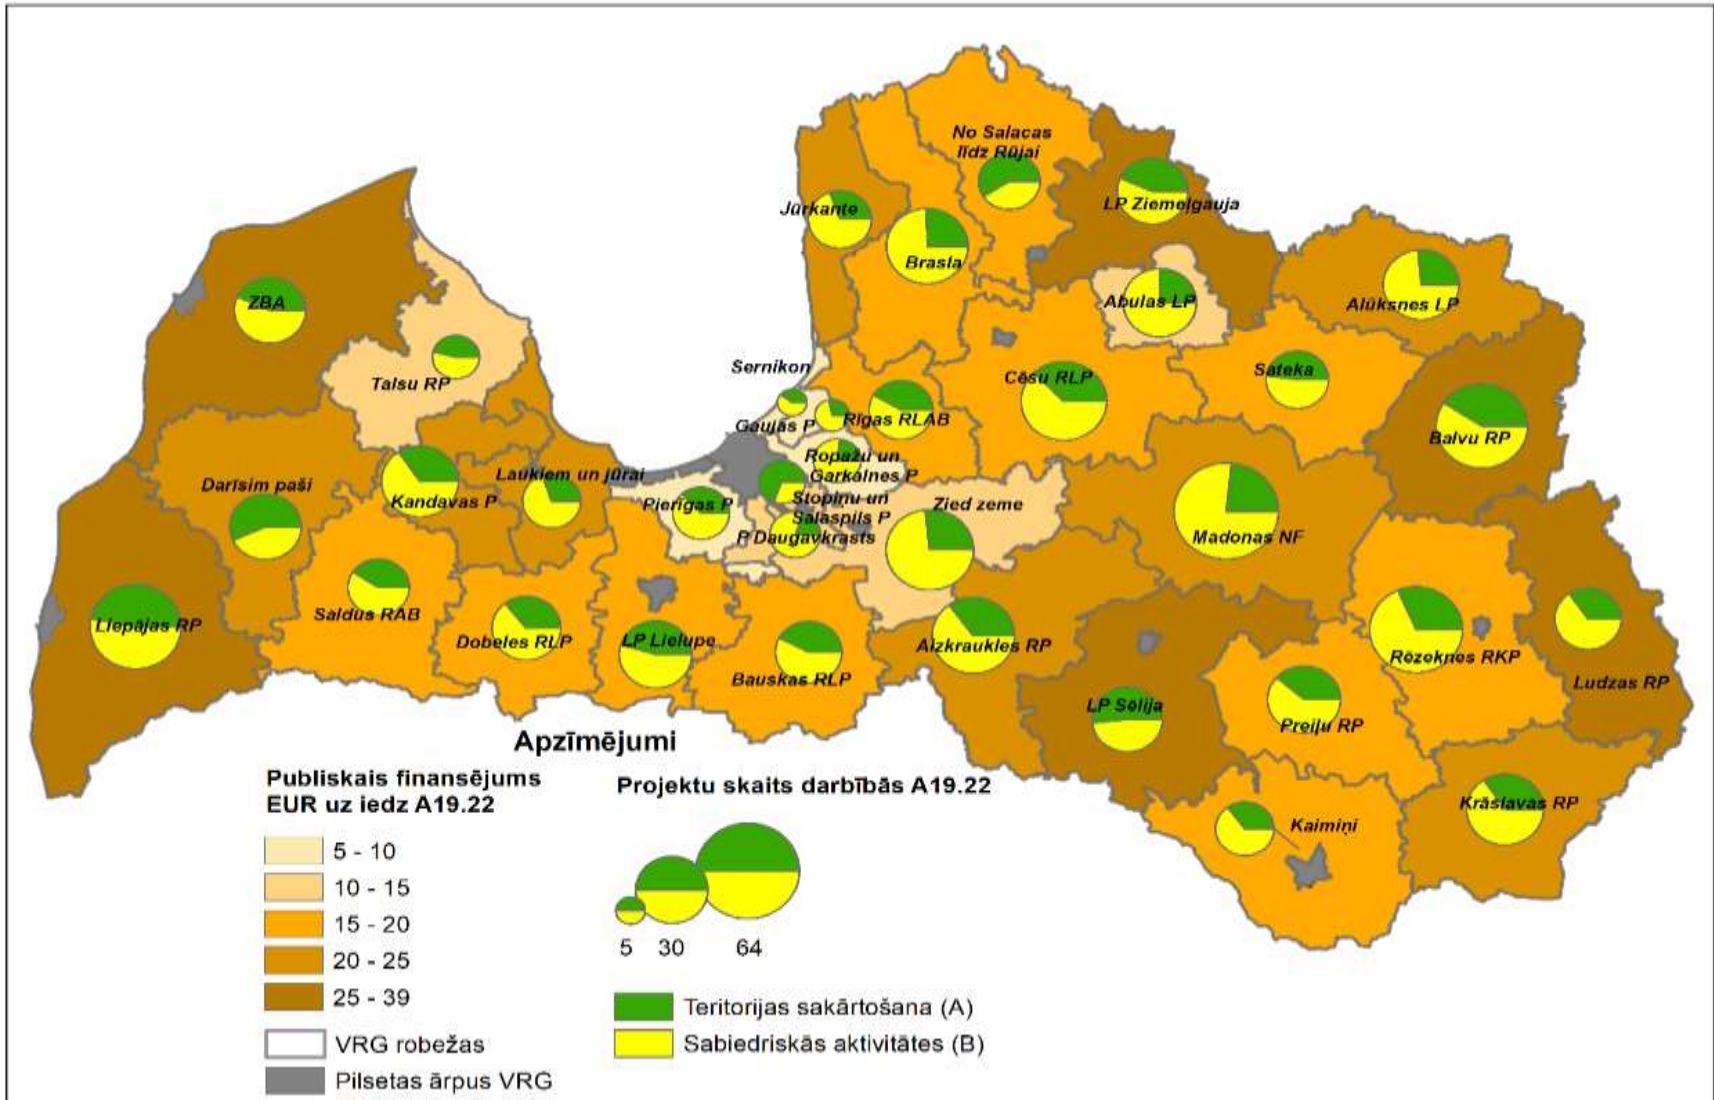 No Salacas
līdz Rūjai
LP Ziemeļgauja
Jūrkante
Brasla
Abulas LP
Alūksnes LP
ZBA
Talsu RP
Sernikon
Cēsu RLP
Sateka
Gaujas P
Rīgas RLAB
Balvu RP
Ropažu un
Garkalnes P
Darīsim paši
Laukiem un jūrai
Kandavas P
Pierīgas P
Stopiņu un
Salaspils P
Zied zeme
P Daugavkrasts
Madonas NF
Liepājas RP
Saldus RAB
Dobeles RLP
LP Lielupe
Bauskas RLP
Aizkraukles RP
Rēzeknes RKP
Ludzas RP
LP Sēlija
Preiļu RP
Krāslavas RP
Kaimiņi
Apzīmējumi
Publiskais finansējums
EUR uz iedz A19.22
5 - 10
10 - 15
15 - 20
20 - 25
25 - 39
VRG robežas
Pilsetas ārpus VRG
Projektu skaits darbībās A19.22
5 30 64
Teritorijas sakārtošana (A)
Sabiedriskās aktivitātes (B)